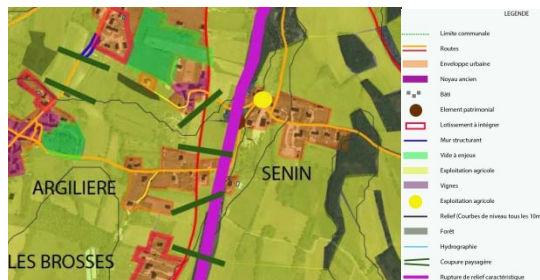 LEGENDE
Limite communale
Routes
Enveloppe urbaine
Noyau ancien
Bâti
Element patrimonial
Lotissement à intégrer
Mur structurant
Vide à enjeux
Exploitation agricole
Vignes
Exploitation agricole
Relief (Courbes de niveau tous les 10m
Forêt
Hydrographie
Coupure paysagère
Rupture de relief caractéristique
ARGILIERE
SENIN
LES BROSSES